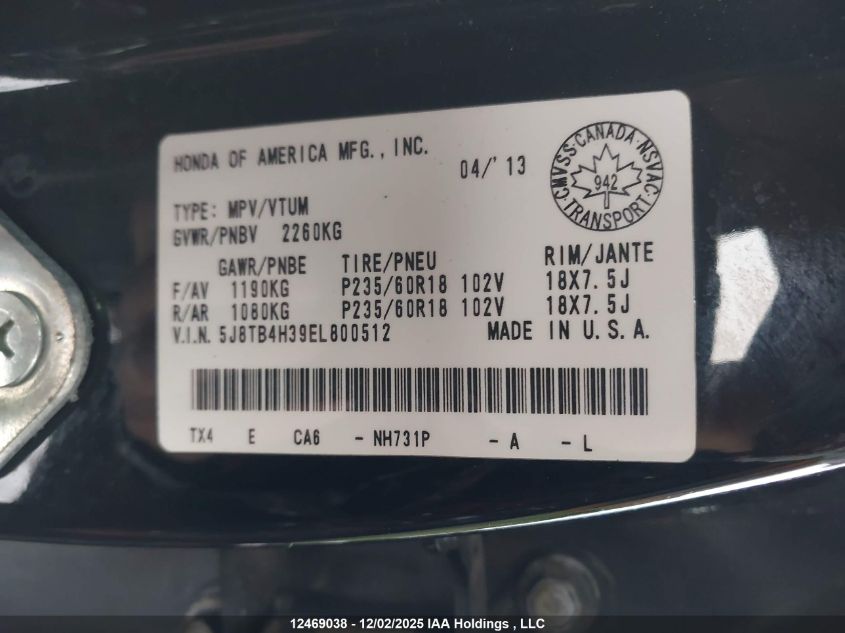 HONDA OF AMERICA MFG., INC.
04/'13
CMVSS·CANADA·NSVAC·TRANSPORT·
942
TYPE: MPV/VTUM
GVWR/PNBV 2260KG
GAWR/PNBE TIRE/PNEU RIM/JANTE
F/AV 1190KG P235/60R18 102V 18X7.5J
R/AR 1080KG P235/60R18 102V 18X7.5J
V.I.N. 5J8TB4H39EL800512 MADE IN U.S.A.
TX4 E CA6 - NH731P - A - L
12469038 - 12/02/2025 IAA Holdings , LLC